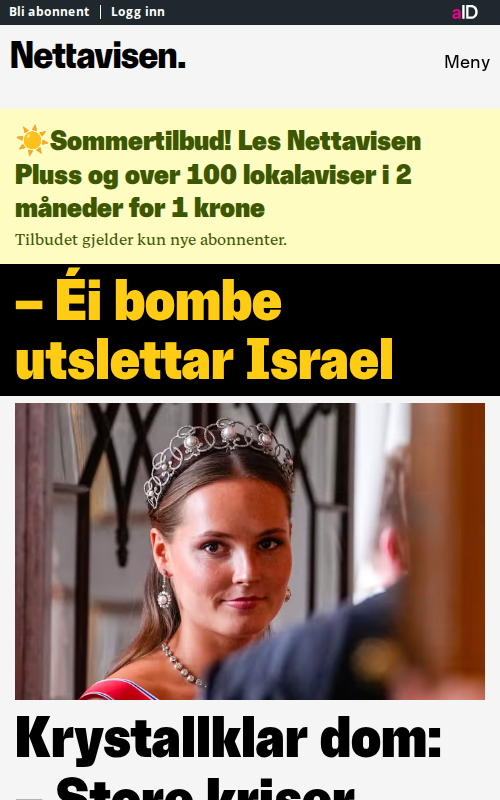 Bli abonnent | Logg inn
aID
Nettavisen.
Meny
☀️Sommertilbud! Les Nettavisen
Pluss og over 100 lokalaviser i 2
måneder for 1 krone
Tilbudet gjelder kun nye abonnenter.
– Éi bombe
utslettar Israel
Krystallklar dom:
– Store kriser